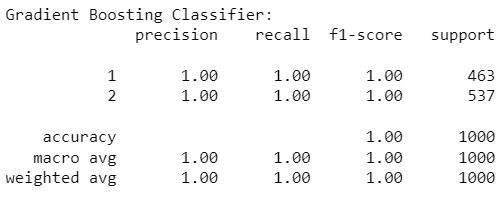 Gradient Boosting Classifier:
precision recall f1-score support
1 1.00 1.00 1.00 463
2 1.00 1.00 1.00 537
accuracy 1.00 1000
macro avg 1.00 1.00 1.00 1000
weighted avg 1.00 1.00 1.00 1000